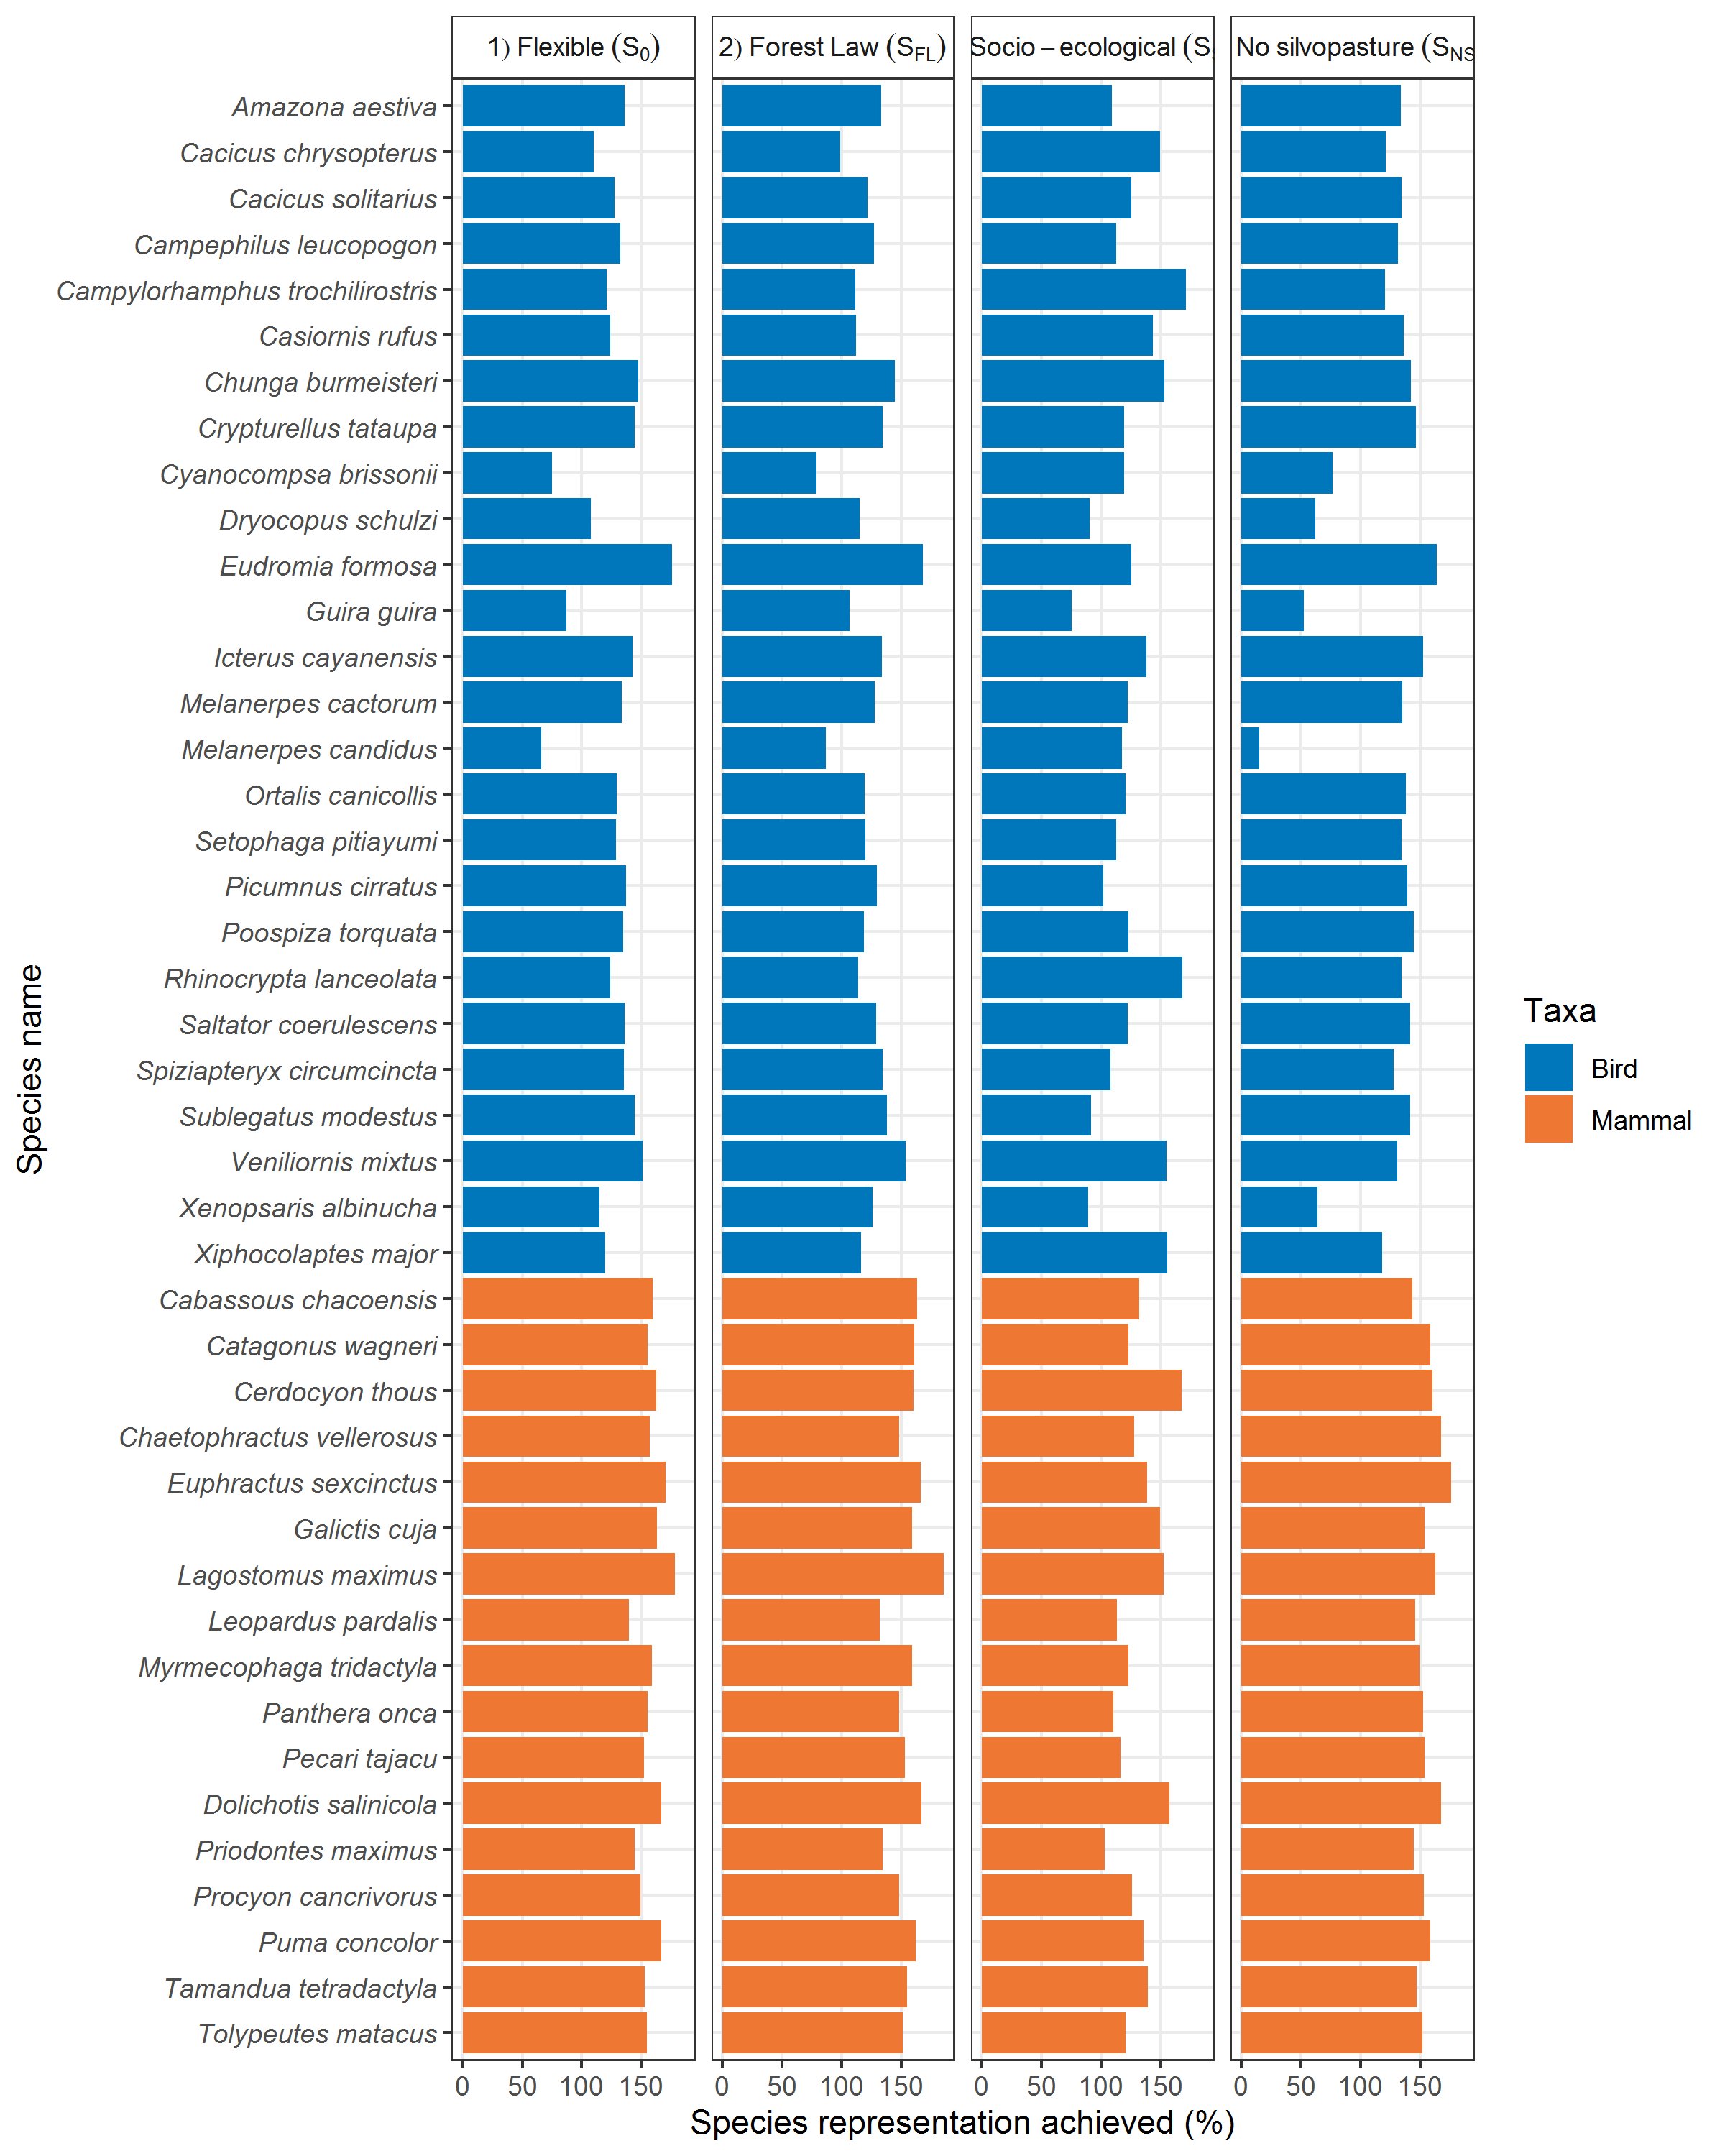 1) Flexible (S0)
2) Forest Law (SFL)
Socio – ecological (S
No silvopasture (SNS
Amazona aestiva
Cacicus chrysopterus
Cacicus solitarius
Campephilus leucopogon
Campylorhamphus trochilirostris
Casiornis rufus
Chunga burmeisteri
Crypturellus tataupa
Cyanocompsa brissonii
Dryocopus schulzi
Eudromia formosa
Guira guira
Icterus cayanensis
Melanerpes cactorum
Melanerpes candidus
Ortalis canicollis
Setophaga pitiayumi
Picumnus cirratus
Poospiza torquata
Rhinocrypta lanceolata
Saltator coerulescens
Spiziapteryx circumcincta
Sublegatus modestus
Veniliornis mixtus
Xenopsaris albinucha
Xiphocolaptes major
Cabassous chacoensis
Catagonus wagneri
Cerdocyon thous
Chaetophractus vellerosus
Euphractus sexcinctus
Galictis cuja
Lagostomus maximus
Leopardus pardalis
Myrmecophaga tridactyla
Panthera onca
Pecari tajacu
Dolichotis salinicola
Priodontes maximus
Procyon cancrivorus
Puma concolor
Tamandua tetradactyla
Tolypeutes matacus
Species name
0 50 100 150
0 50 100 150
0 50 100 150
0 50 100 150
Species representation achieved (%)
Taxa
Bird
Mammal